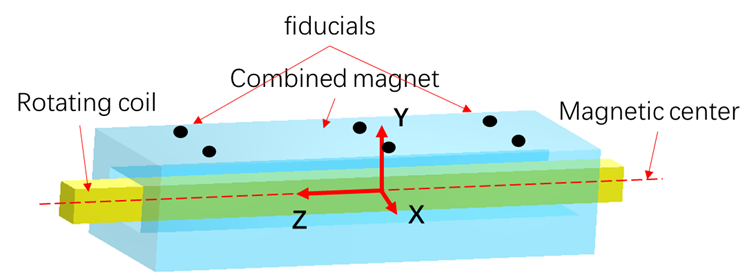 fiducials
Combined magnet
Rotating coil
Magnetic center
Y
Z
X